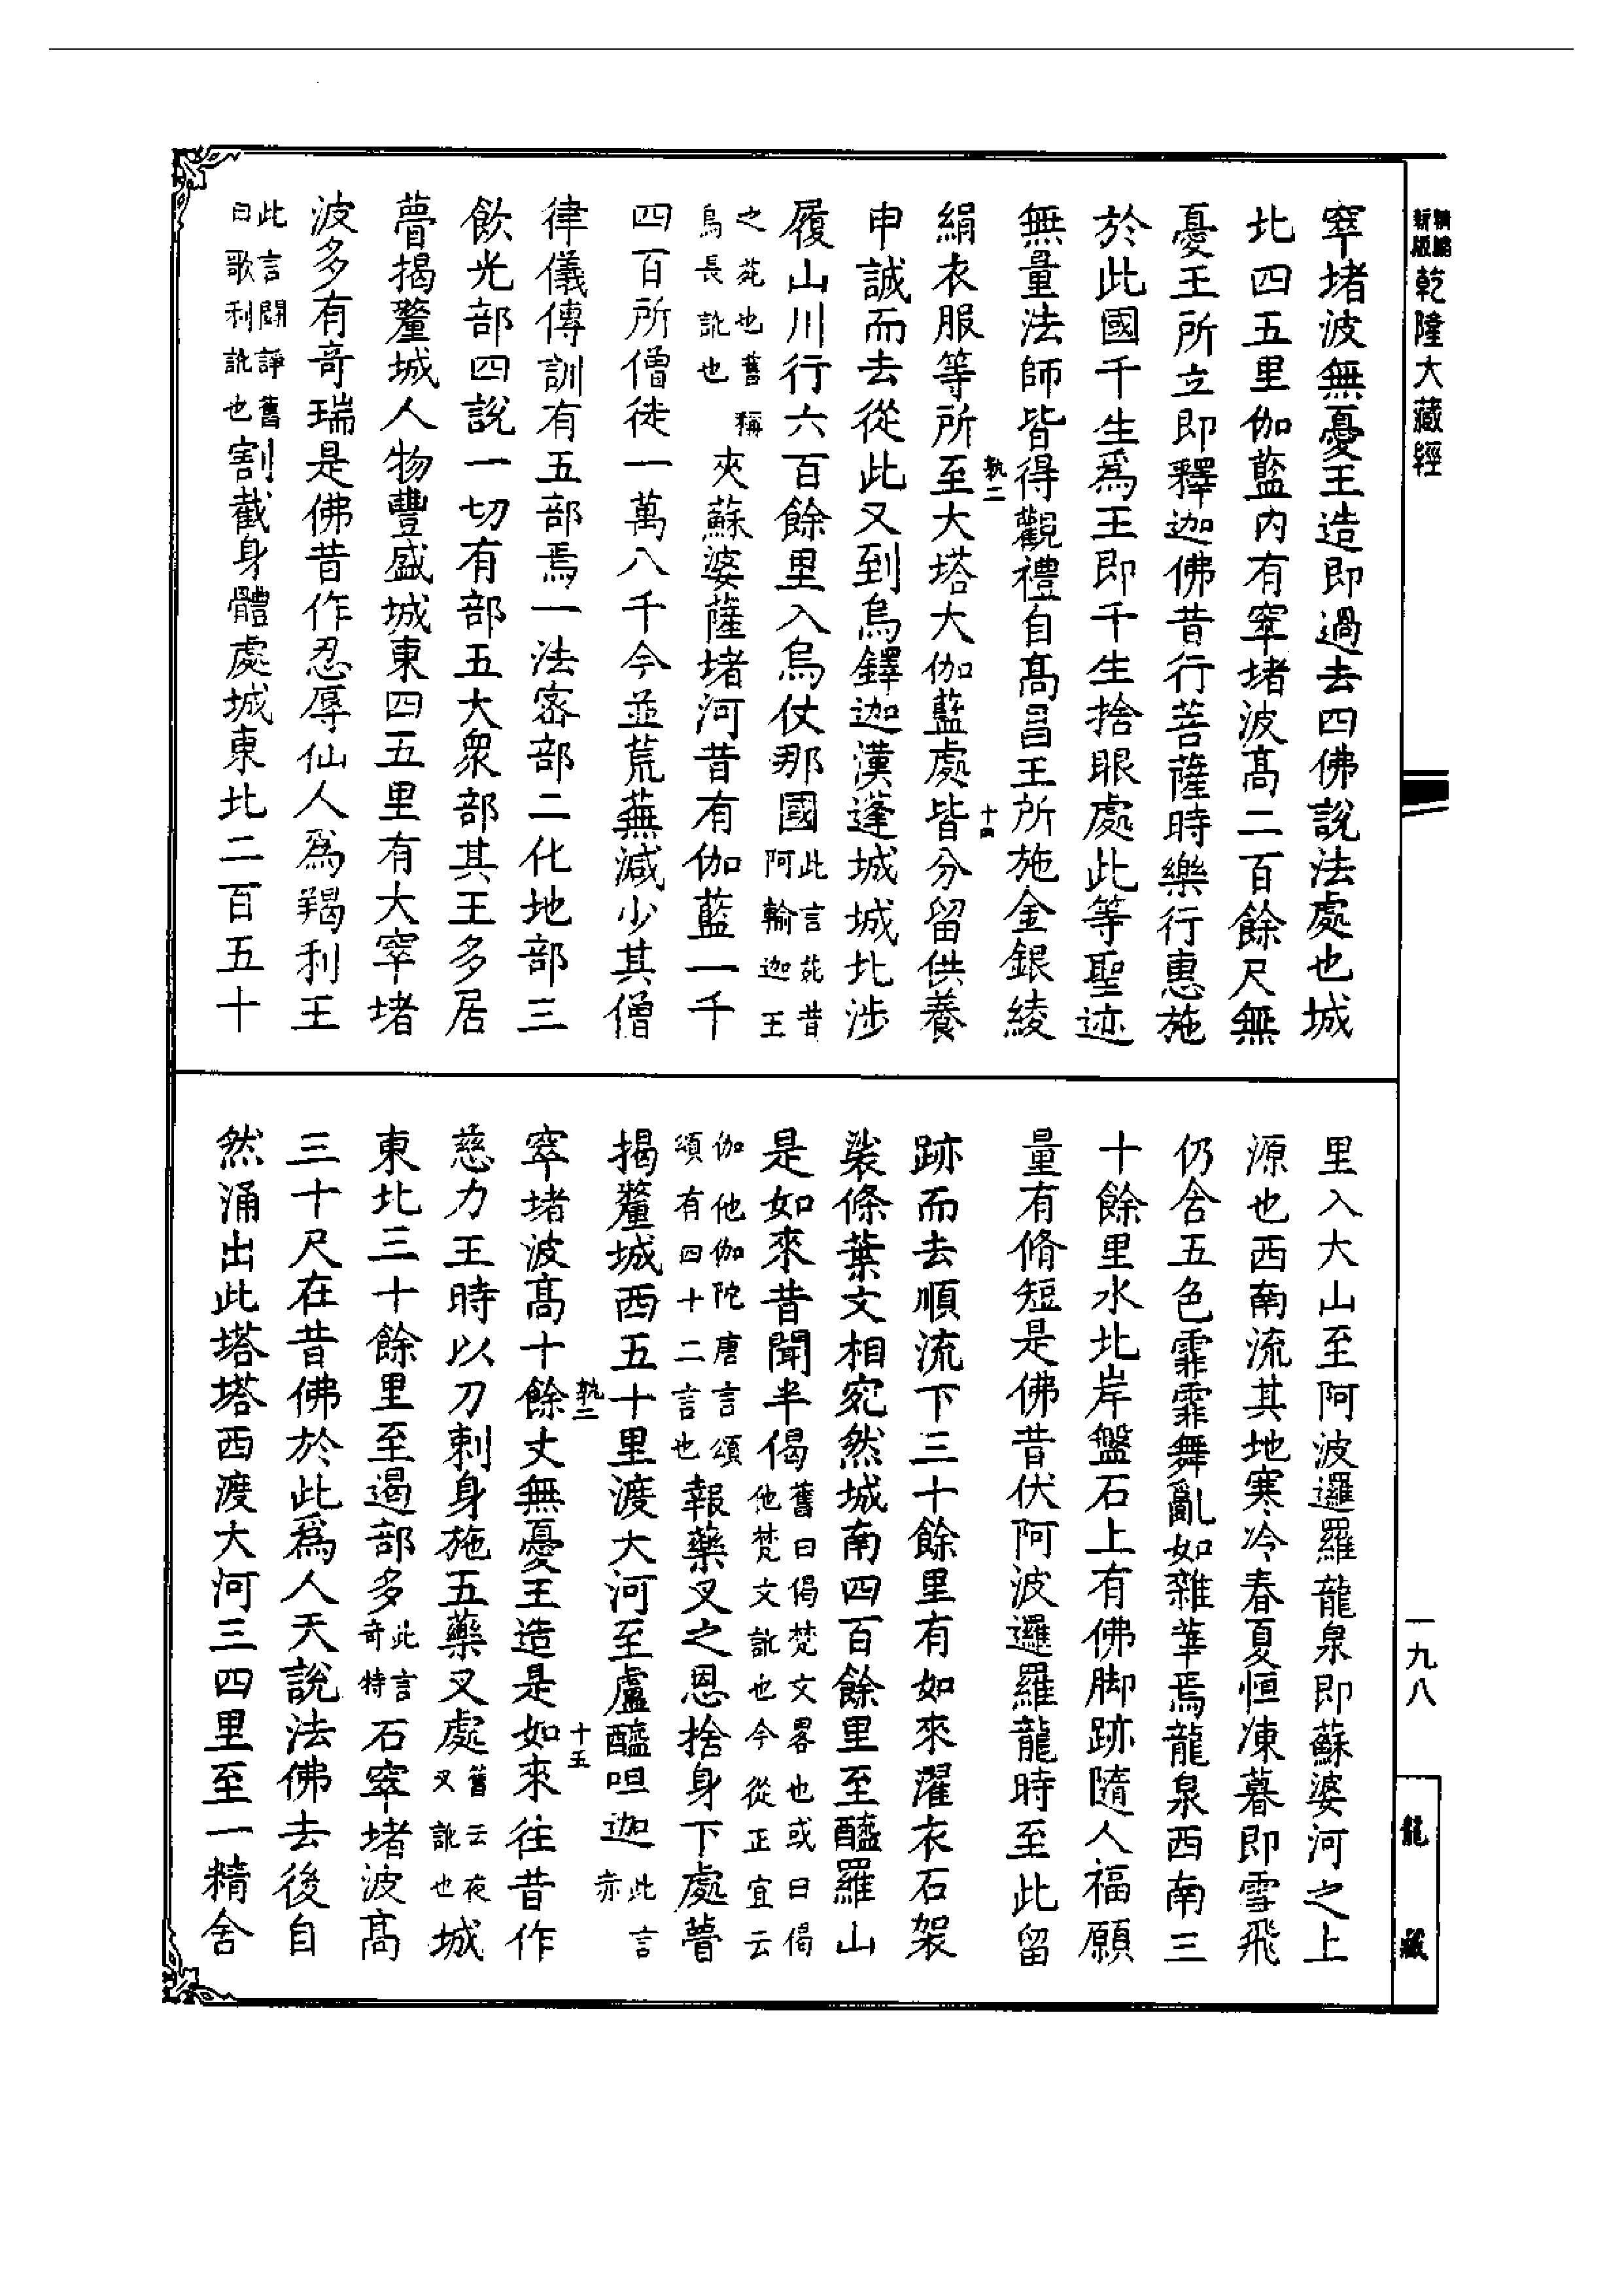 精編新版乾隆大藏經
窣堵波無憂王造即過去四佛說法處也城
北四五里伽藍內有窣堵波高二百餘尺無
憂王所立即釋迦佛昔行菩薩時樂行惠施
於此國千生爲王即千生捨眼處此等聖迹
無量法師皆得觀禮自高昌王所施金銀綾
絹衣服等所至大塔大伽藍處皆分留供養
孰二
十四
申誠而去從此又到烏鐸迦漢蓬城城北涉
履山川行六百餘里入烏仗那國此言苑昔阿輸迦王
之苑也舊稱烏長訛也夾蘇婆薩堵河昔有伽藍一千
四百所僧徒一萬八千今並荒蕪減少其僧
律儀傳訓有五部焉一法密部二化地部三
飲光部四說一切有部五大衆部其王多居
瞢揭釐城人物豐盛城東四五里有大窣堵
波多有奇瑞是佛昔作忍辱仙人爲羯利王
此言鬬諍舊曰歌利訛也割截身體處城東北二百五十
里入大山至阿波邏羅龍泉即蘇婆河之上
源也西南流其地寒冷春夏恒凍暮即雪飛
仍含五色霏霏舞亂如雜華焉龍泉西南三
十餘里水北岸盤石上有佛脚跡隨人福願
量有脩短是佛昔伏阿波邏羅龍時至此留
跡而去順流下三十餘里有如來濯衣石袈
裟條葉文相宛然城南四百餘里至醯羅山
是如來昔聞半偈舊曰偈梵文畧也或曰偈他梵文訛也今從正宜云
伽他伽陀唐言頌頌有四十二言也報藥叉之恩捨身下處瞢
揭釐城西五十里渡大河至盧醯呾迦此言赤
窣堵波高十餘丈無憂王造是如來往昔作
孰二
十五
慈力王時以刀剌身施五藥叉處舊云夜叉訛也城
東北三十餘里至遏部多此言奇特石窣堵波高
三十尺在昔佛於此爲人天說法佛去後自
然涌出此塔塔西渡大河三四里至一精舍
一九八
龍藏